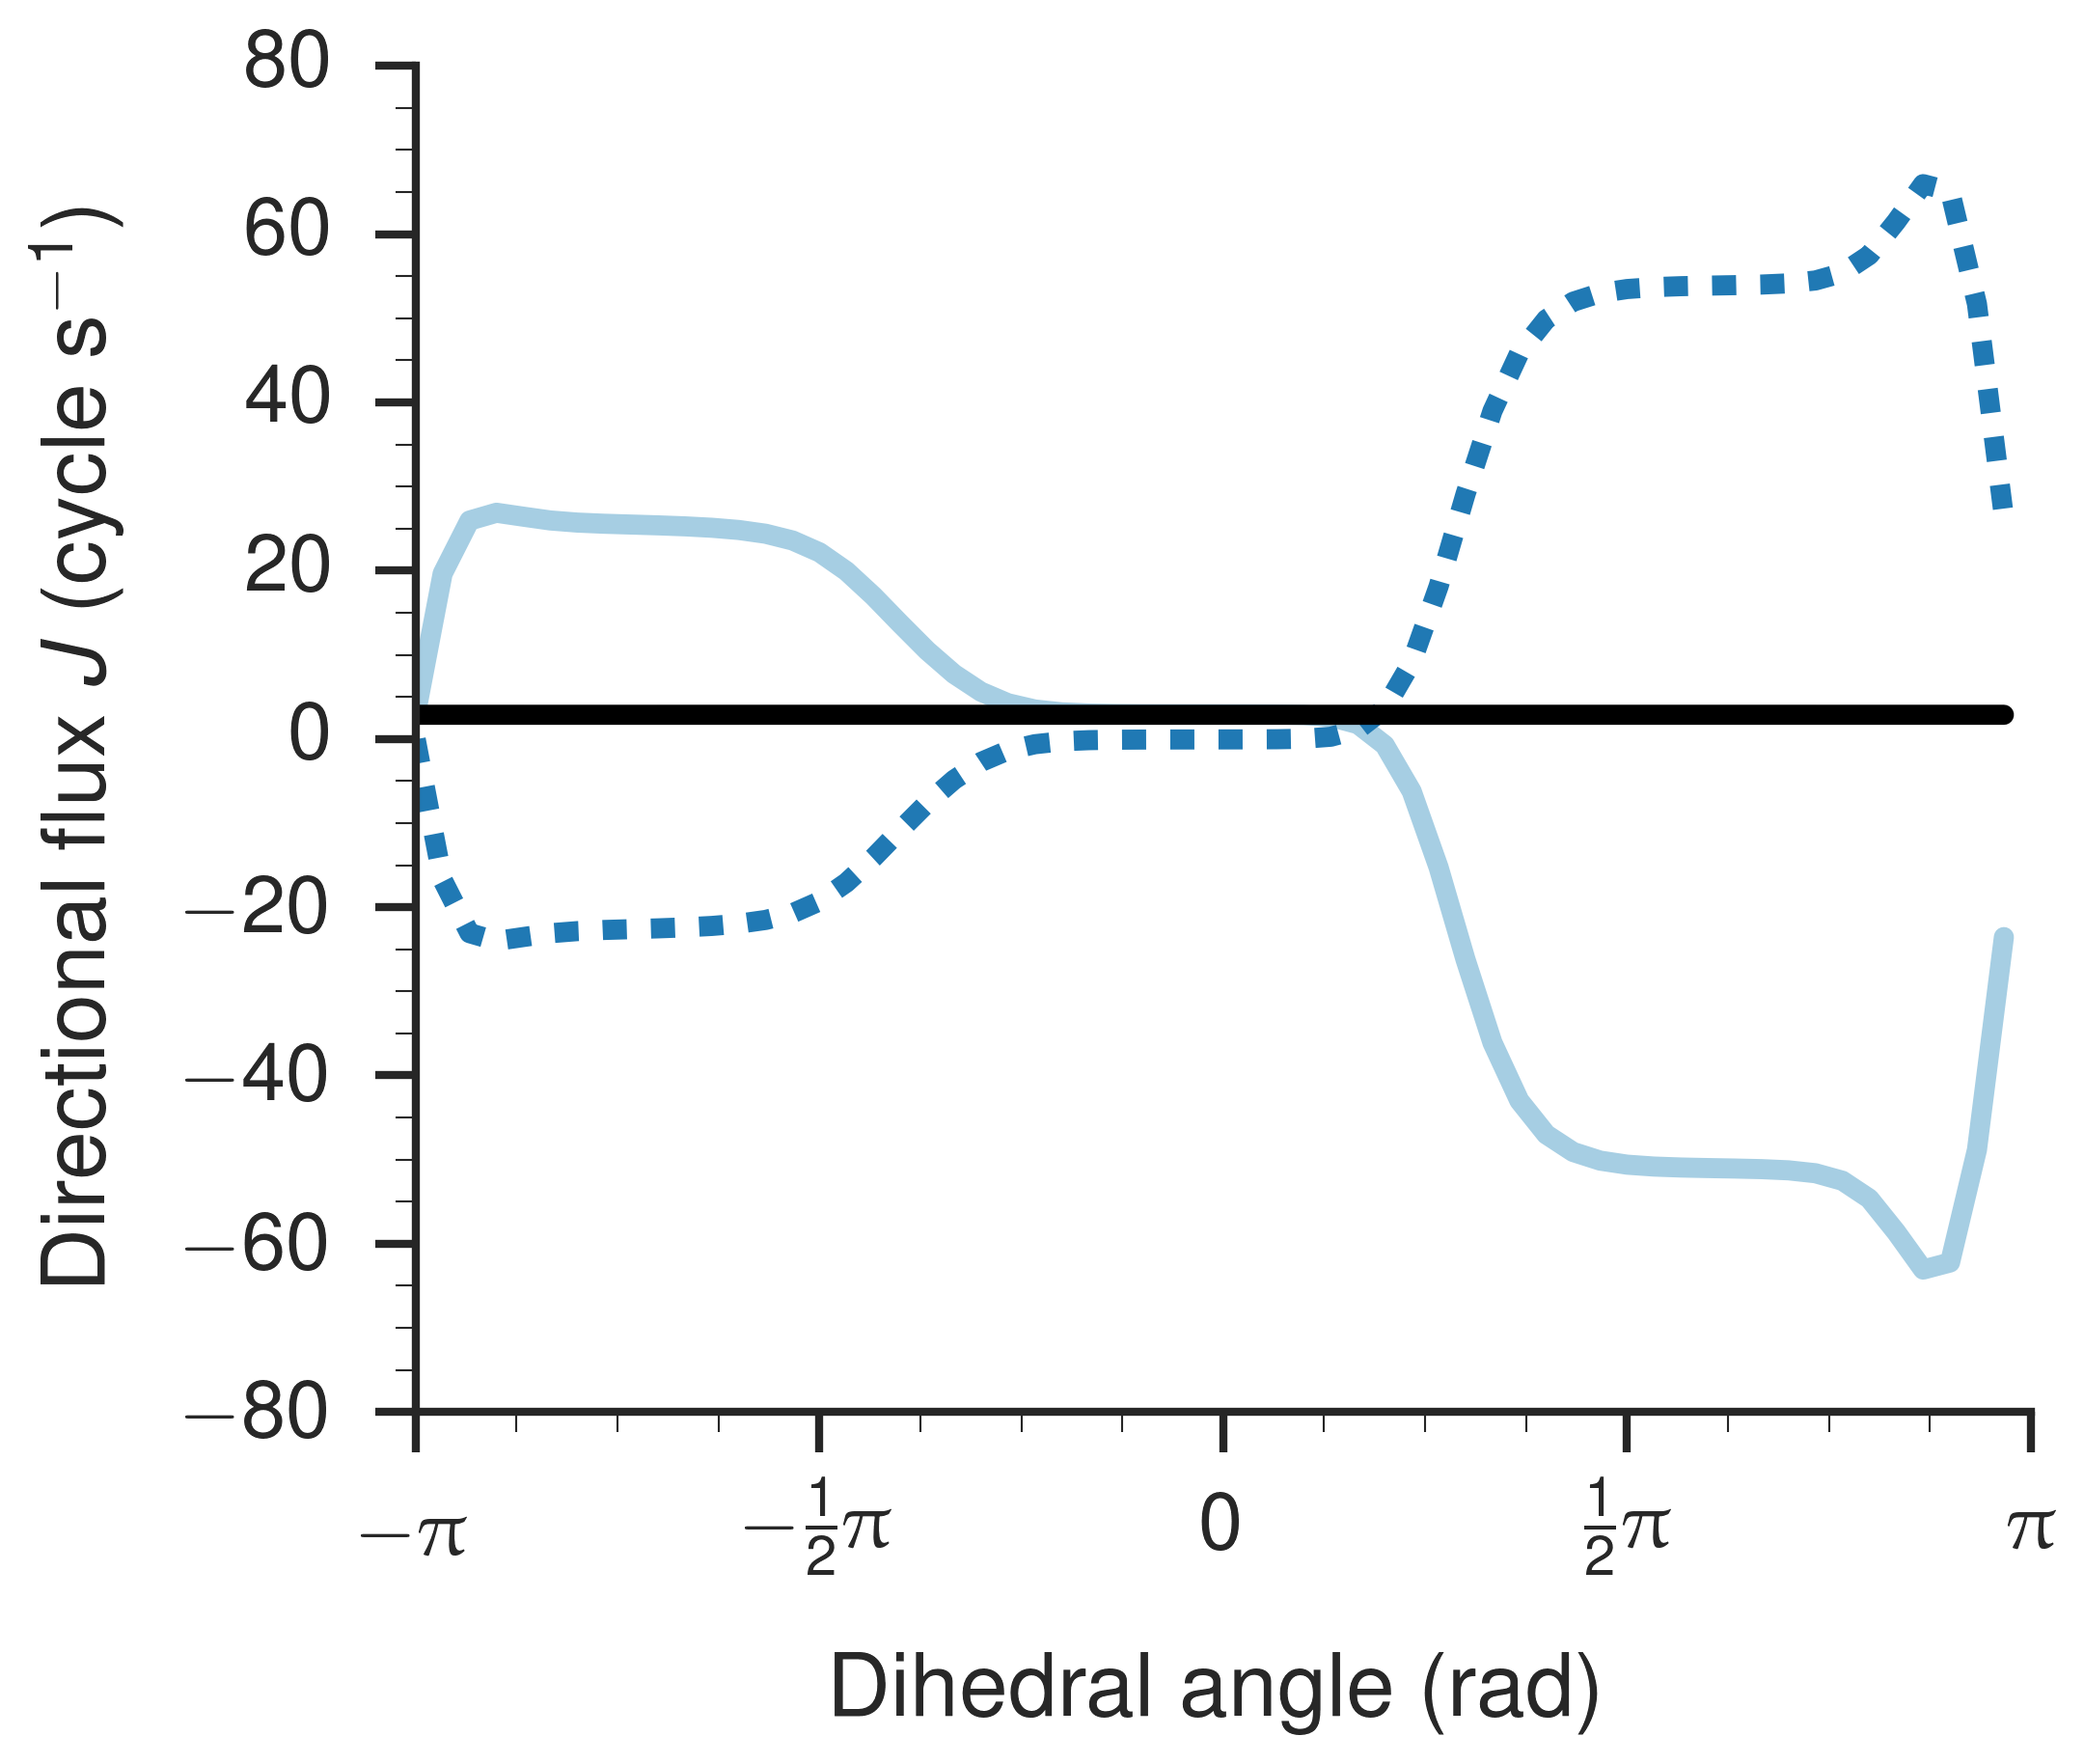 Directional flux J (cycle s⁻¹)
80
60
40
20
0
−20
−40
−60
−80
−π
−½π
0
½π
π
Dihedral angle (rad)